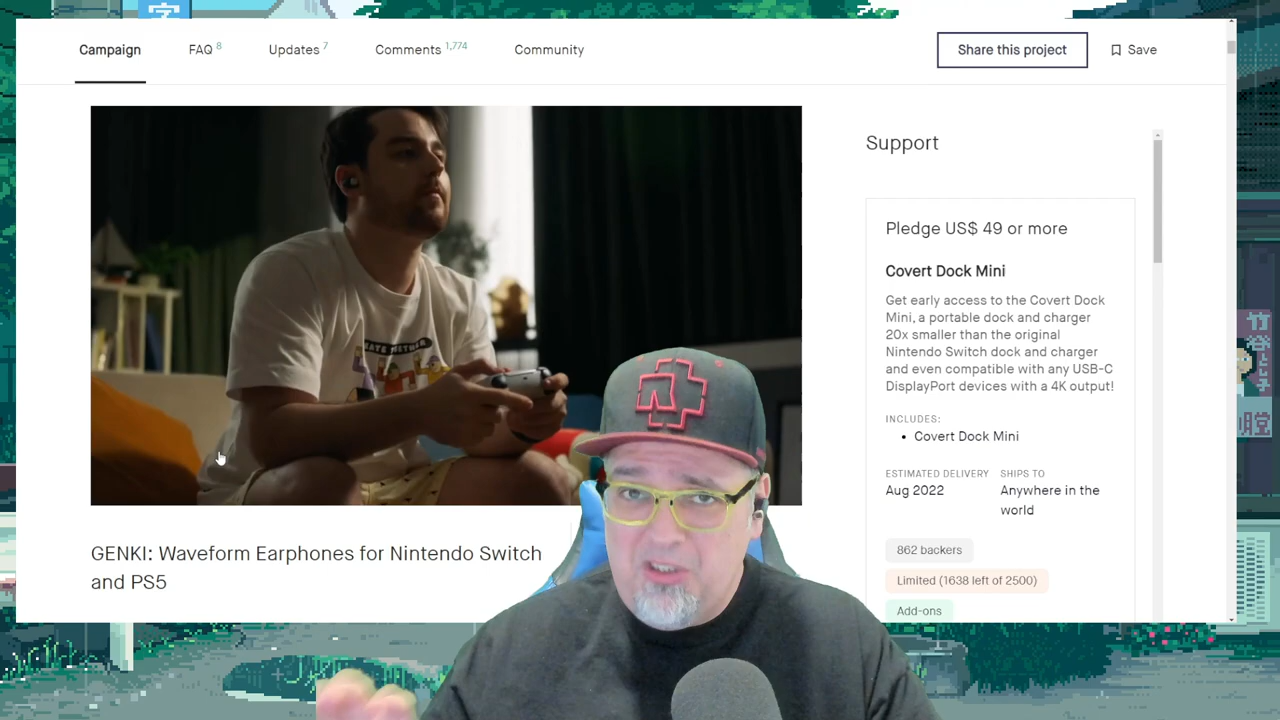 字
Campaign
FAQ 8
Updates 7
Comments 1,774
Community
Share this project
Save
Support
Pledge US$ 49 or more
Covert Dock Mini
Get early access to the Covert Dock
Mini, a portable dock and charger
20x smaller than the original
Nintendo Switch dock and charger
and even compatible with any USB-C
DisplayPort devices with a 4K output!
INCLUDES:
• Covert Dock Mini
ESTIMATED DELIVERY
Aug 2022
SHIPS TO
Anywhere in the
world
862 backers
Limited (1638 left of 2500)
Add-ons
GENKI: Waveform Earphones for Nintendo Switch
and PS5